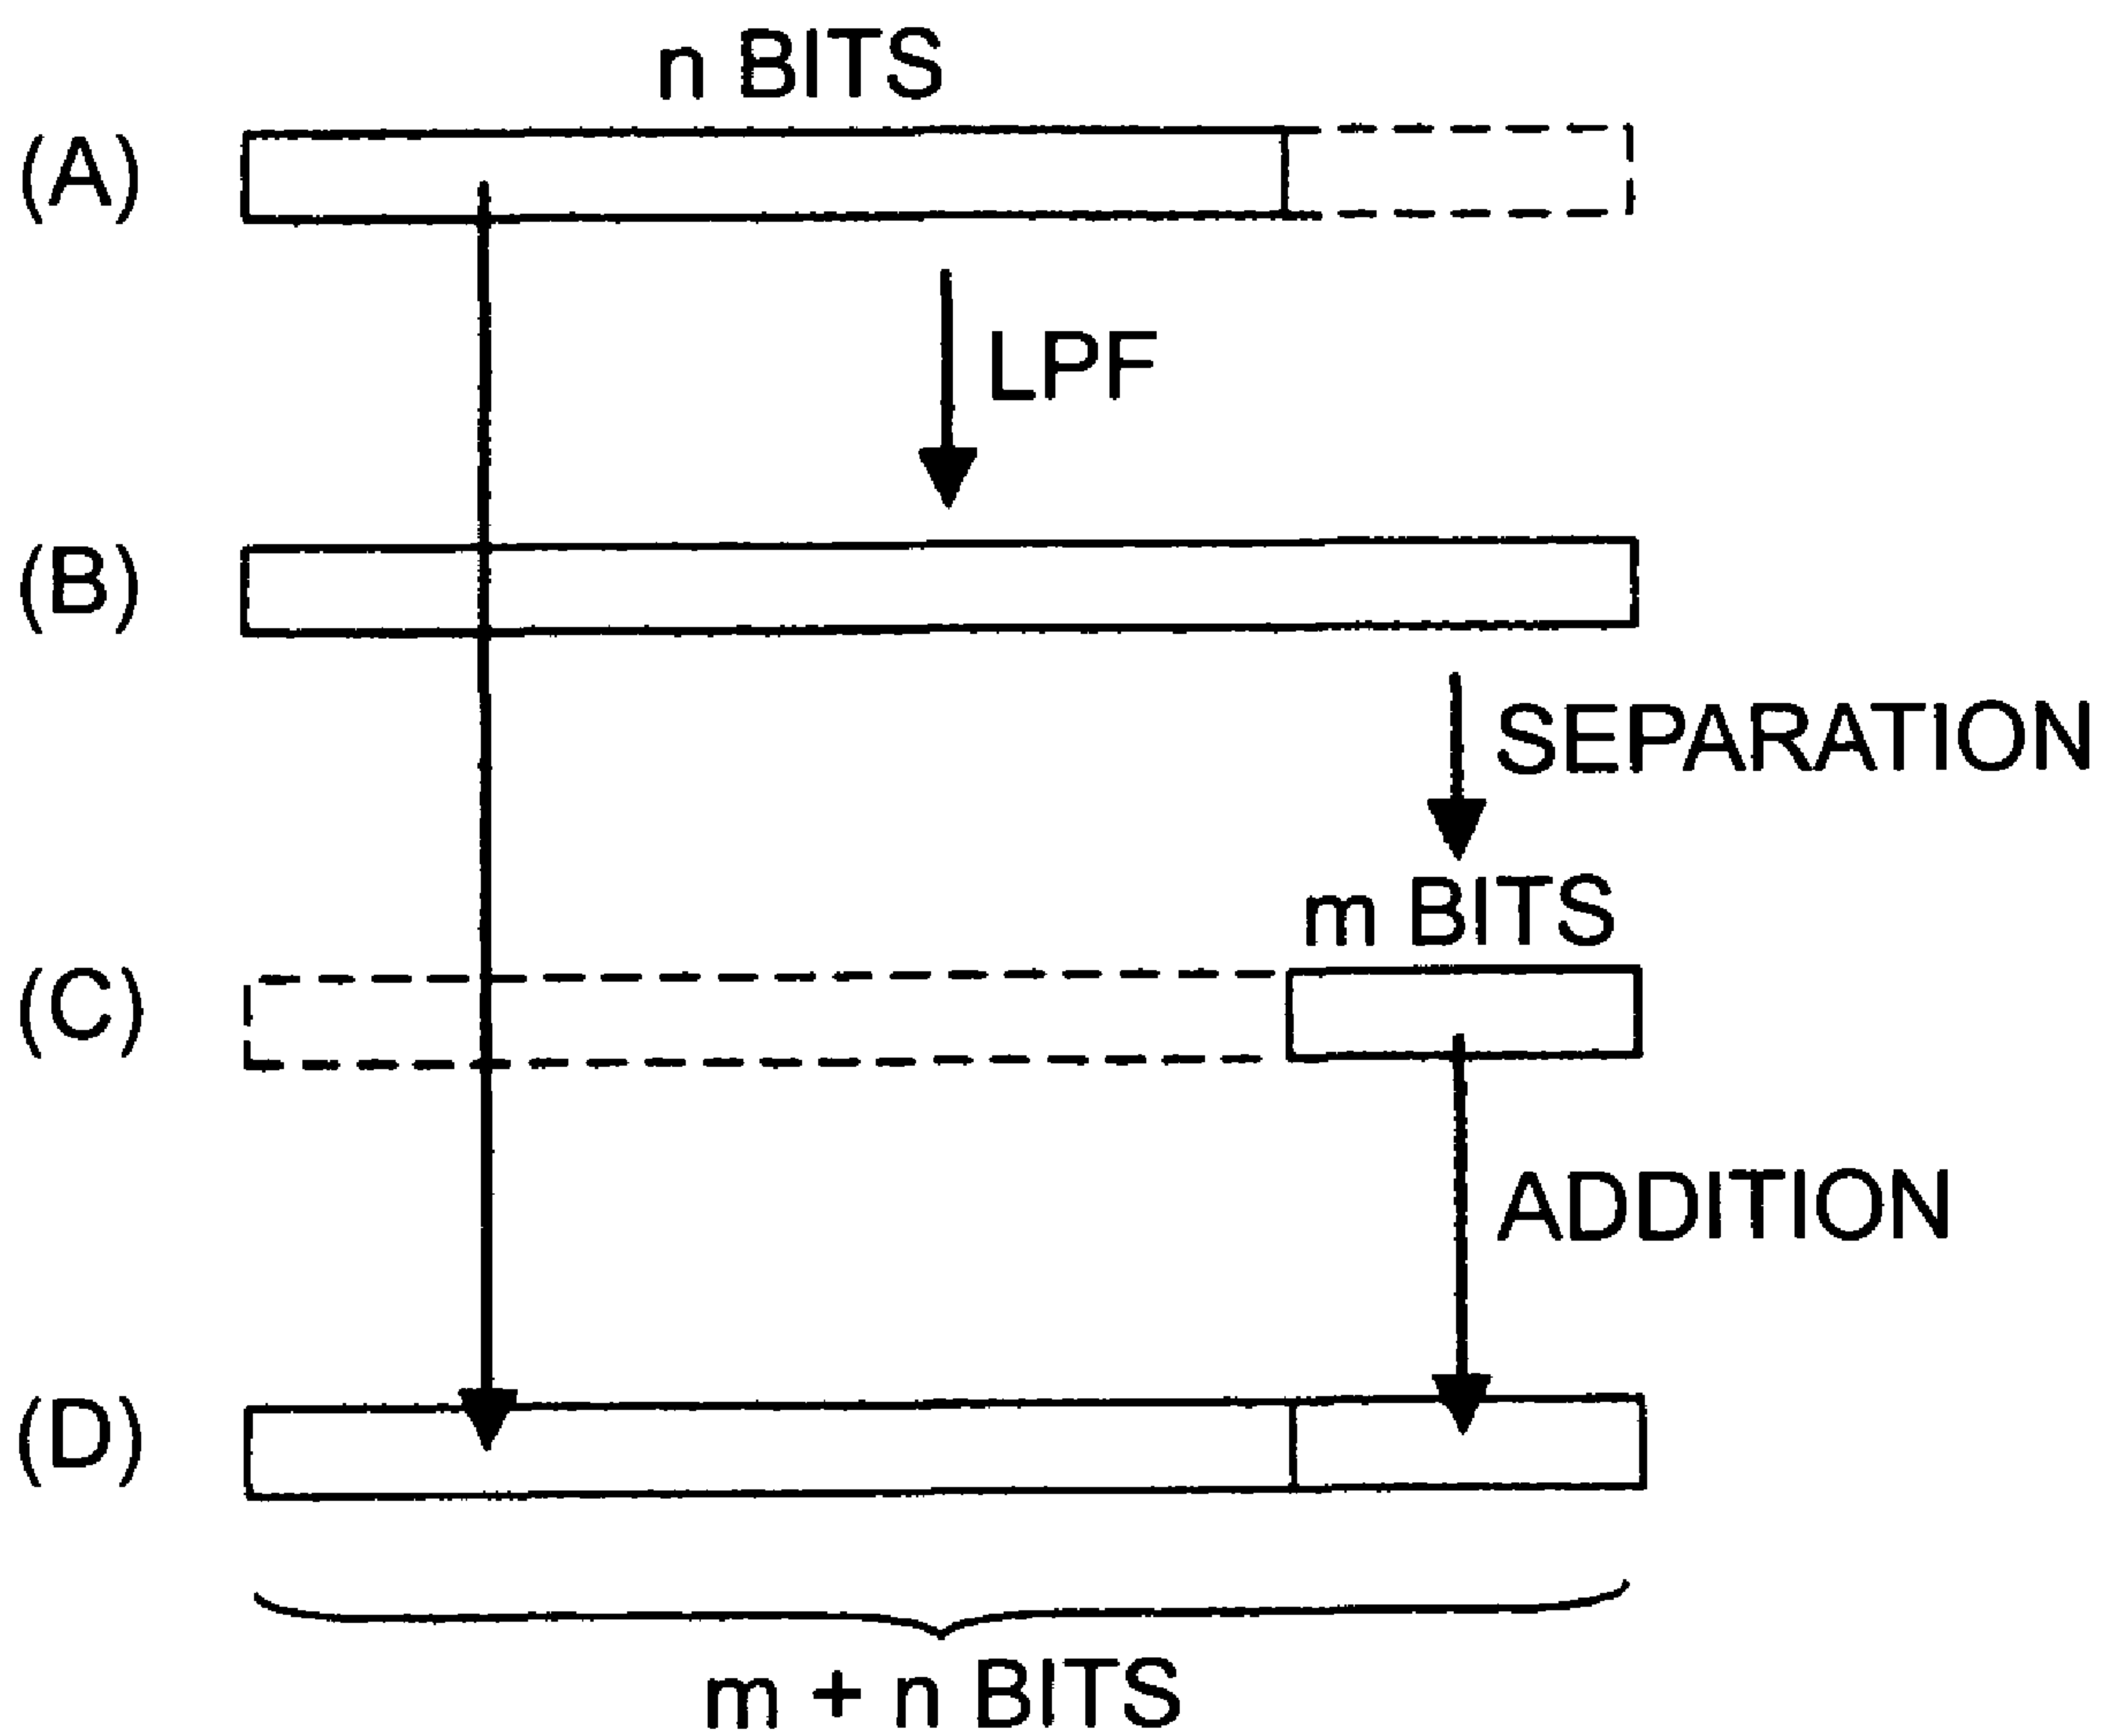 n BITS
(A)
LPF
(B)
SEPARATION
m BITS
(C)
ADDITION
(D)
m + n BITS